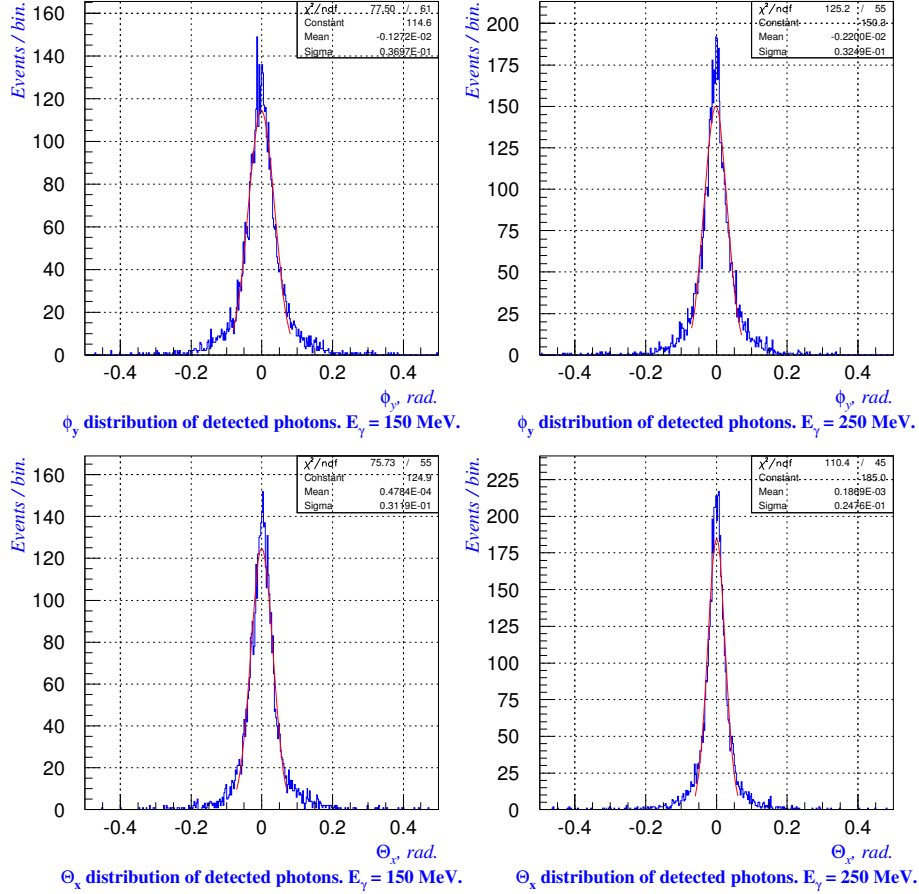 Events / bin.
160
140
120
100
80
60
40
20
0
-0.4 -0.2 0 0.2 0.4
χ²/ndf 77.50 / 61
Constant 114.6
Mean -0.1272E-02
Sigma 0.3697E-01
ϕy, rad.
ϕy distribution of detected photons. Eγ = 150 MeV.
Events / bin.
200
175
150
125
100
75
50
25
0
-0.4 -0.2 0 0.2 0.4
χ²/ndf 125.2 / 55
Constant 150.3
Mean -0.2200E-02
Sigma 0.3249E-01
ϕy, rad.
ϕy distribution of detected photons. Eγ = 250 MeV.
Events / bin.
160
140
120
100
80
60
40
20
0
-0.4 -0.2 0 0.2 0.4
χ²/ndf 75.73 / 55
Constant 124.9
Mean 0.4784E-04
Sigma 0.3119E-01
Θx, rad.
Θx distribution of detected photons. Eγ = 150 MeV.
Events / bin.
225
200
175
150
125
100
75
50
25
0
-0.4 -0.2 0 0.2 0.4
χ²/ndf 110.4 / 45
Constant 185.0
Mean 0.1869E-03
Sigma 0.2476E-01
Θx, rad.
Θx distribution of detected photons. Eγ = 250 MeV.